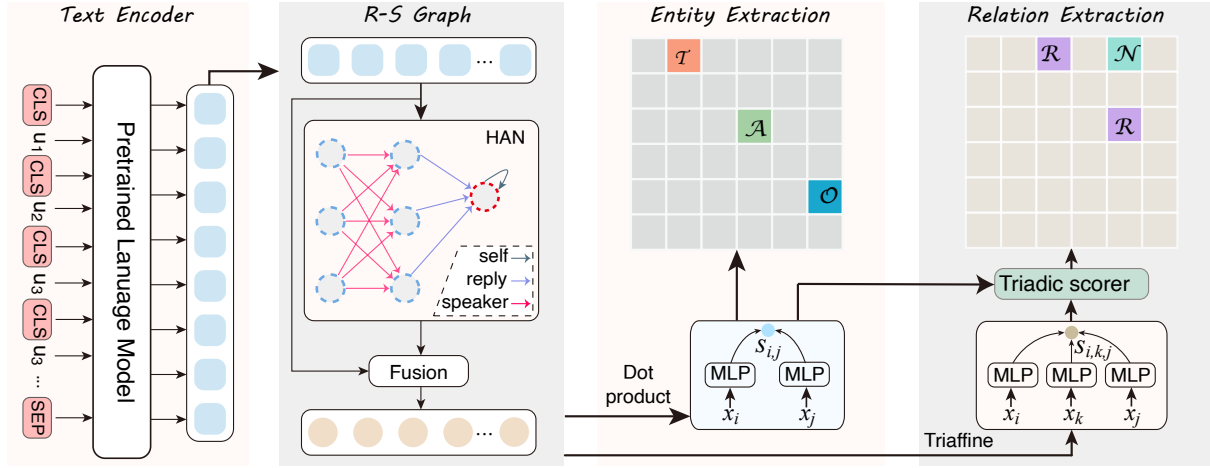 Text Encoder
CLS
u1
CLS
u2
CLS
u3
CLS
u3
...
SEP
Pretrained Lanuage Model
R-S Graph
...
HAN
self
reply
speaker
Fusion
...
Entity Extraction
T
A
O
Dot
product
si,j
MLP MLP
xi xj
Relation Extraction
R N
R
Triadic scorer
si,k,j
MLP MLP MLP
xi xk xj
Triaffine